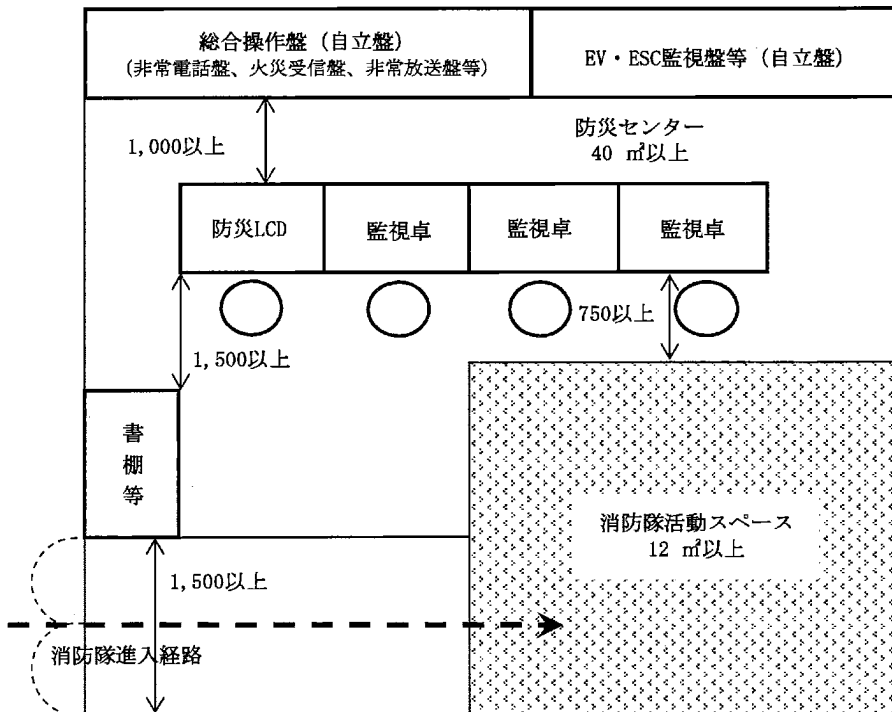 総合操作盤（自立盤）
（非常電話盤、火災受信盤、非常放送盤等）
EV・ESC監視盤等（自立盤）
1,000以上
防災センター
40 ㎡以上
防災LCD
監視卓
監視卓
監視卓
750以上
1,500以上
書棚等
消防隊活動スペース
12 ㎡以上
1,500以上
消防隊進入経路